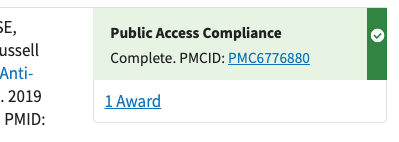 SE,
ussell
Anti-
. 2019
PMID:
Public Access Compliance
Complete. PMCID: PMC6776880
1 Award